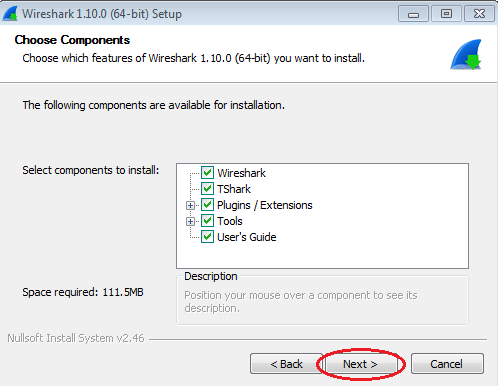 Wireshark 1.10.0 (64-bit) Setup
Choose Components
Choose which features of Wireshark 1.10.0 (64-bit) you want to install.
The following components are available for installation.
Select components to install:
Wireshark
TShark
Plugins / Extensions
Tools
User's Guide
Space required: 111.5MB
Description
Position your mouse over a component to see its
description.
Nullsoft Install System v2.46
< Back Next > Cancel